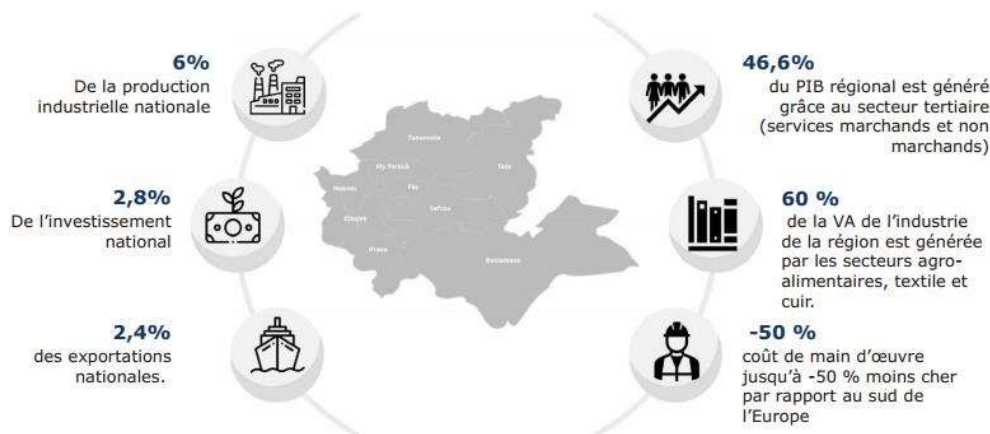 6%
De la production
industrielle nationale
2,8%
De l'investissement
national
2,4%
des exportations
nationales.
Taounate
My Yacoub
Taza
Meknes
Fès
Sefrou
Elhajeb
Ifrane
Boulemane
46,6%
du PIB régional est généré
grâce au secteur tertiaire
(services marchands et non
marchands)
60 %
de la VA de l'industrie
de la région est générée
par les secteurs agro-
alimentaires, textile et
cuir.
-50 %
coût de main d'œuvre
jusqu'à -50 % moins cher
par rapport au sud de
l'Europe